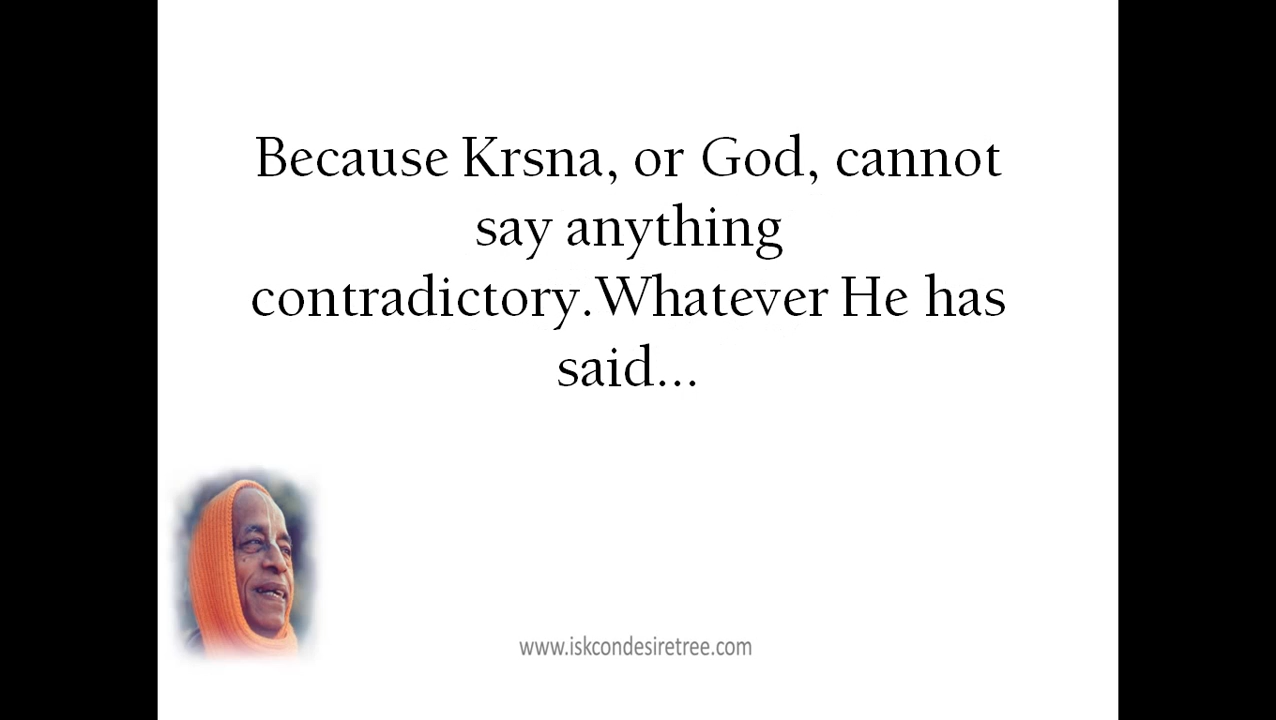 Because Krsna, or God, cannot
say anything
contradictory.Whatever He has
said...
www.iskcondesiretree.com